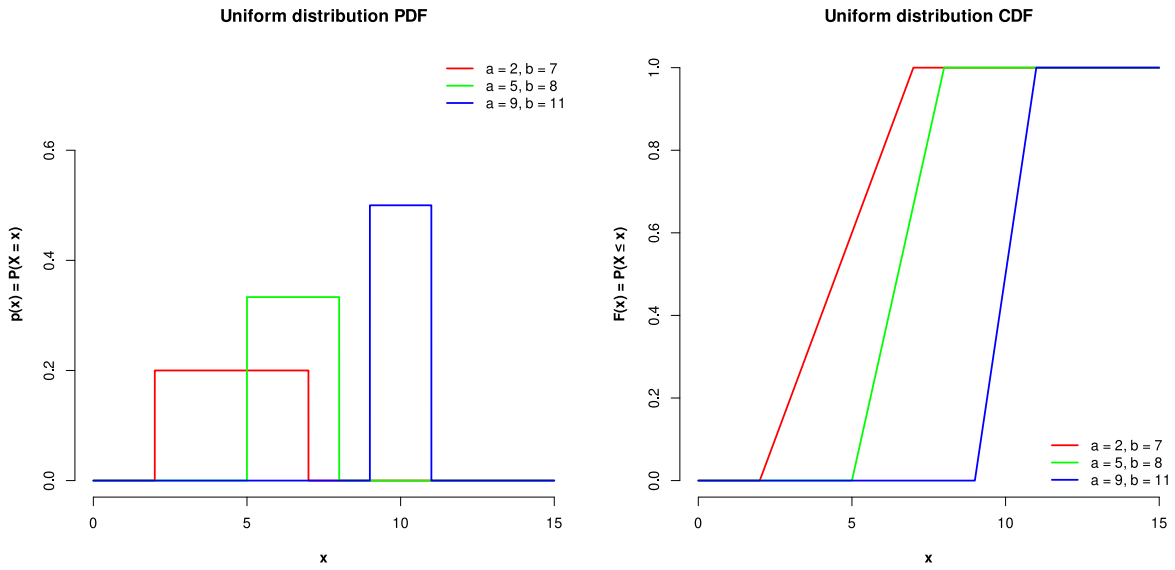 Uniform distribution PDF
a = 2, b = 7
a = 5, b = 8
a = 9, b = 11
p(x) = P(X = x)
0.6
0.4
0.2
0.0
0 5 10 15
x
Uniform distribution CDF
F(x) = P(X ≤ x)
1.0
0.8
0.6
0.4
0.2
0.0
a = 2, b = 7
a = 5, b = 8
a = 9, b = 11
0 5 10 15
x